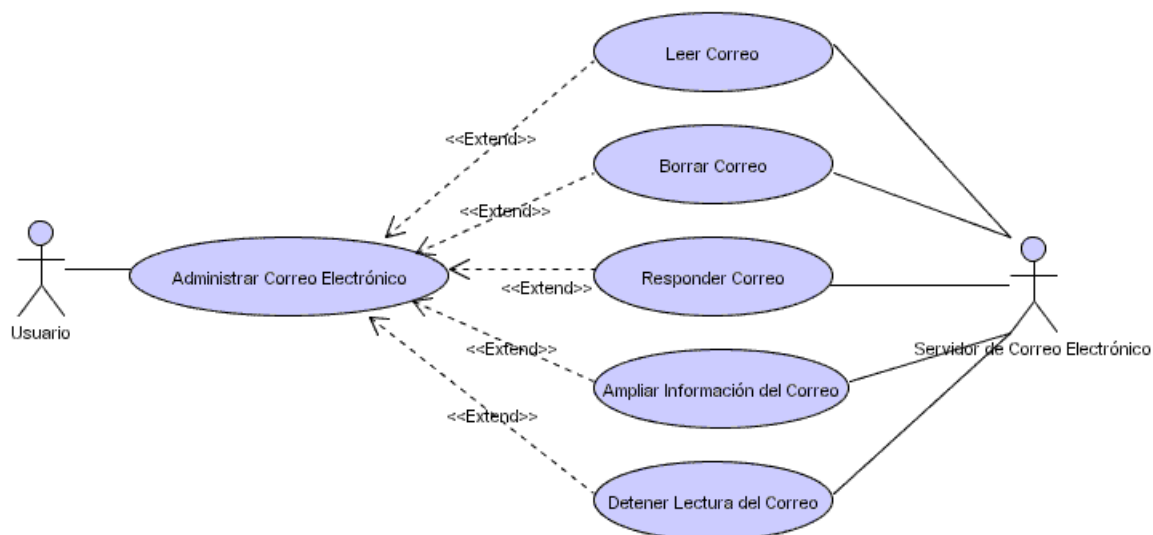 Leer Correo
<<Extend>>
Borrar Correo
<<Extend>>
Administrar Correo Electrónico
<<Extend>>
Responder Correo
Usuario
Servidor de Correo Electrónico
<<Extend>>
Ampliar Información del Correo
<<Extend>>
Detener Lectura del Correo